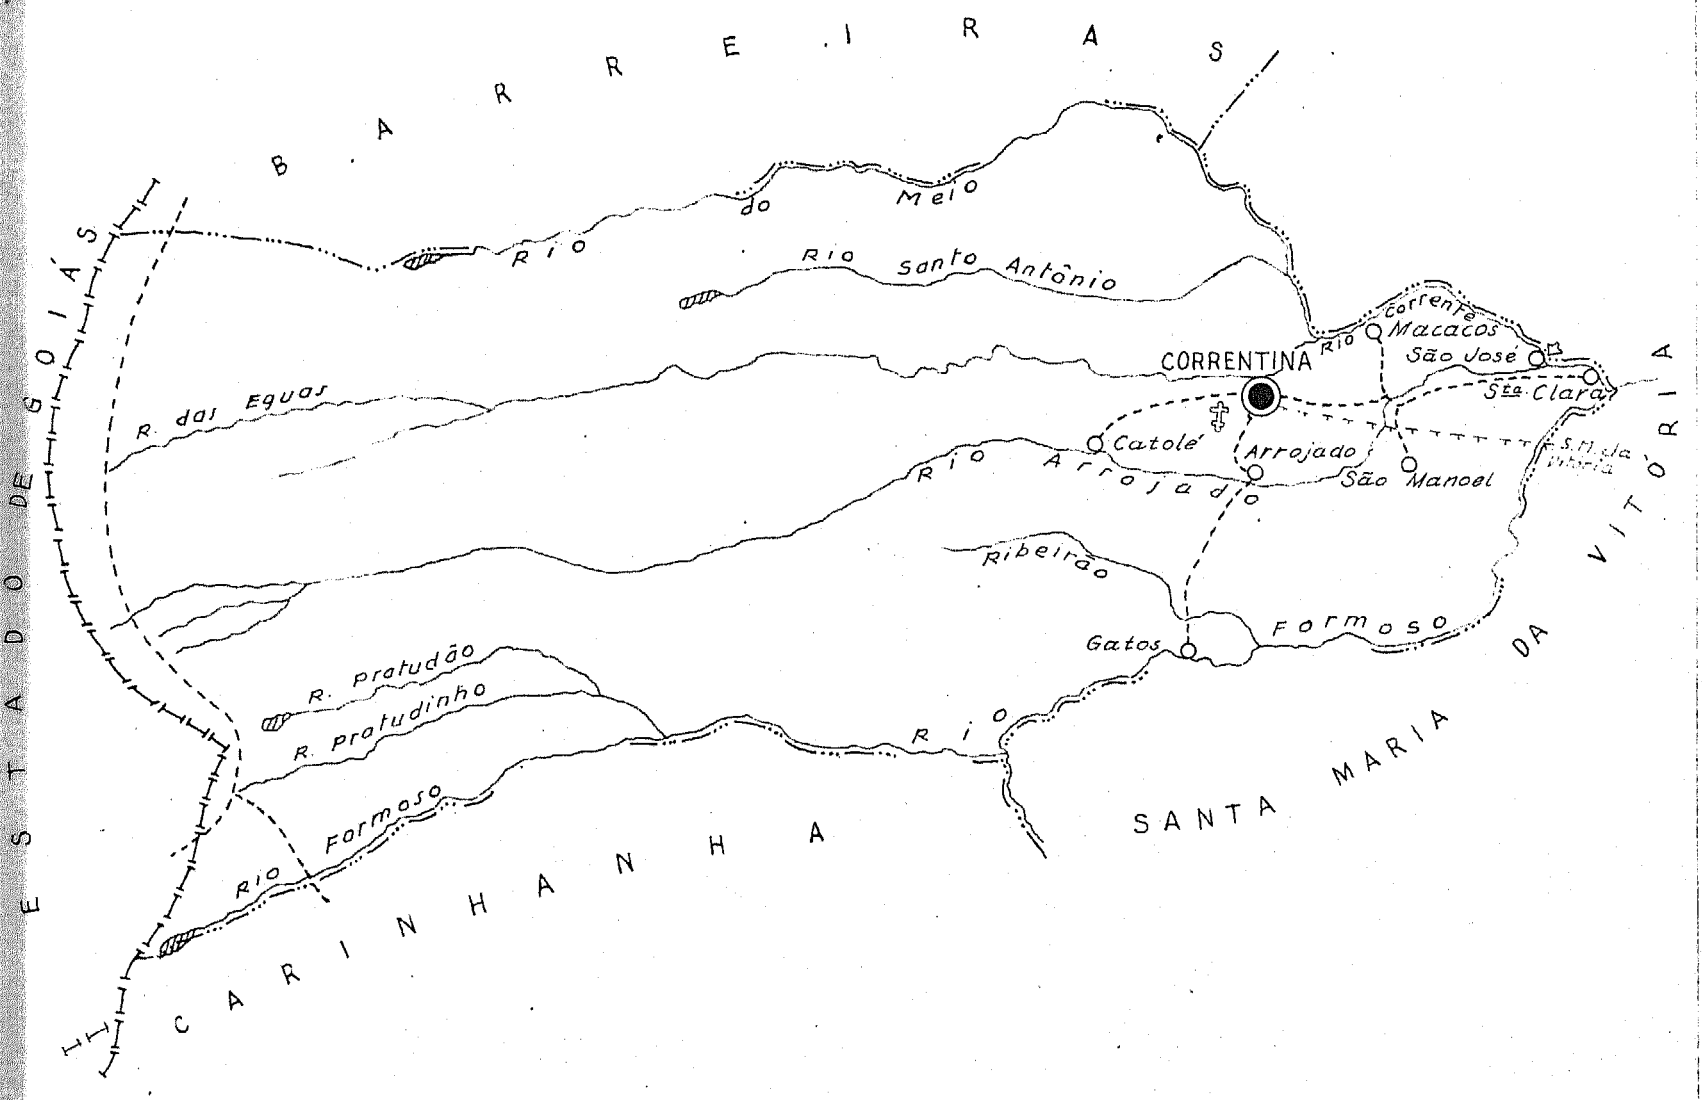 BARREIRAS
ESTADO DE GOIÁS
Rio do Meio
Rio Santo Antônio
Rio Corrente
Macacos
São José
CORRENTINA
Sta Clara
R. das Eguas
Catolé
Arrojado
S.M. da
Vitória
Rio Arrojado
São Manoel
Ribeirão
Formoso
Gatos
R. Pratudão
R. Pratudinho
Rio
Rio Formoso
SANTA MARIA DA VITÓRIA
CARINHANHA